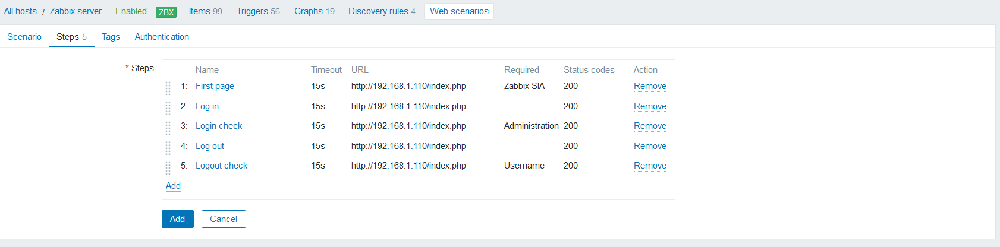 All hosts / Zabbix server Enabled ZBX Items 99 Triggers 56 Graphs 19 Discovery rules 4 Web scenarios
Scenario Steps 5 Tags Authentication
* Steps
Name Timeout URL Required Status codes Action
1: First page 15s http://192.168.1.110/index.php Zabbix SIA 200 Remove
2: Log in 15s http://192.168.1.110/index.php 200 Remove
3: Login check 15s http://192.168.1.110/index.php Administration 200 Remove
4: Log out 15s http://192.168.1.110/index.php 200 Remove
5: Logout check 15s http://192.168.1.110/index.php Username 200 Remove
Add
Add Cancel